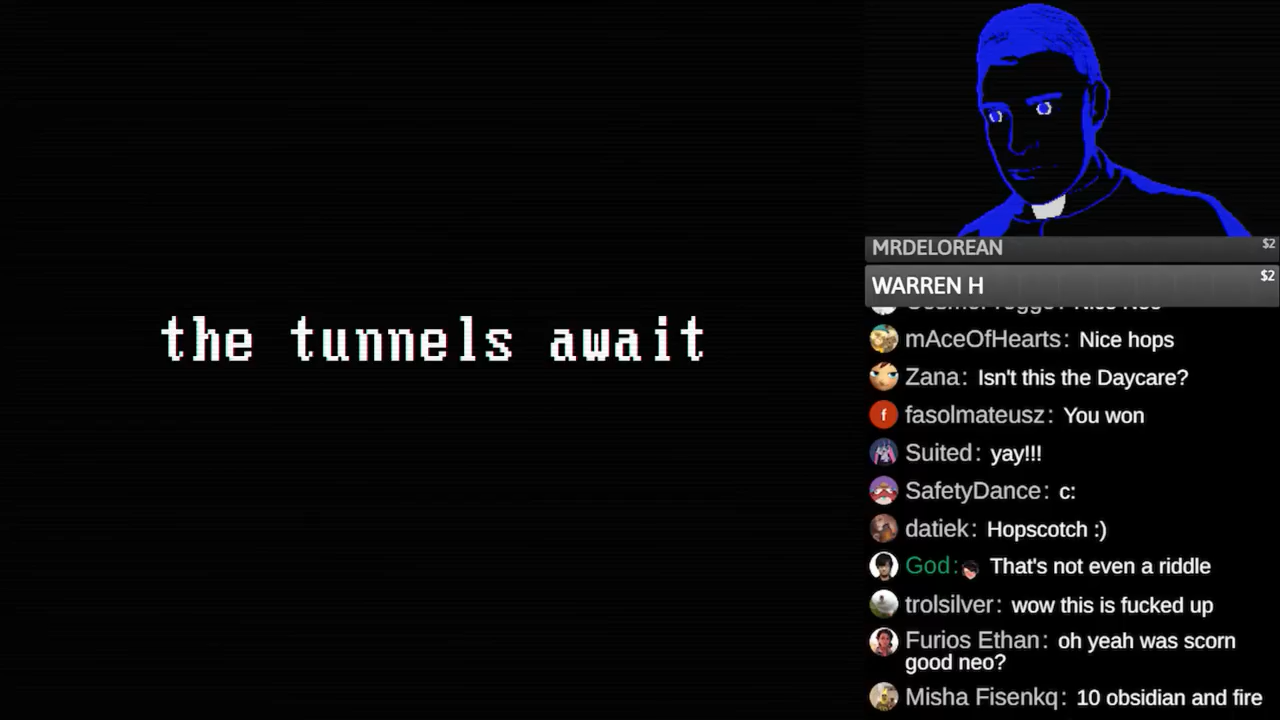 the tunnels await
MRDELOREAN $2
WARREN H $2
mAceOfHearts: Nice hops
Zana: Isn't this the Daycare?
f fasolmateusz: You won
Suited: yay!!!
SafetyDance: c:
datiek: Hopscotch :)
God: That's not even a riddle
trolsilver: wow this is fucked up
Furios Ethan: oh yeah was scorn
good neo?
Misha Fisenkq: 10 obsidian and fire